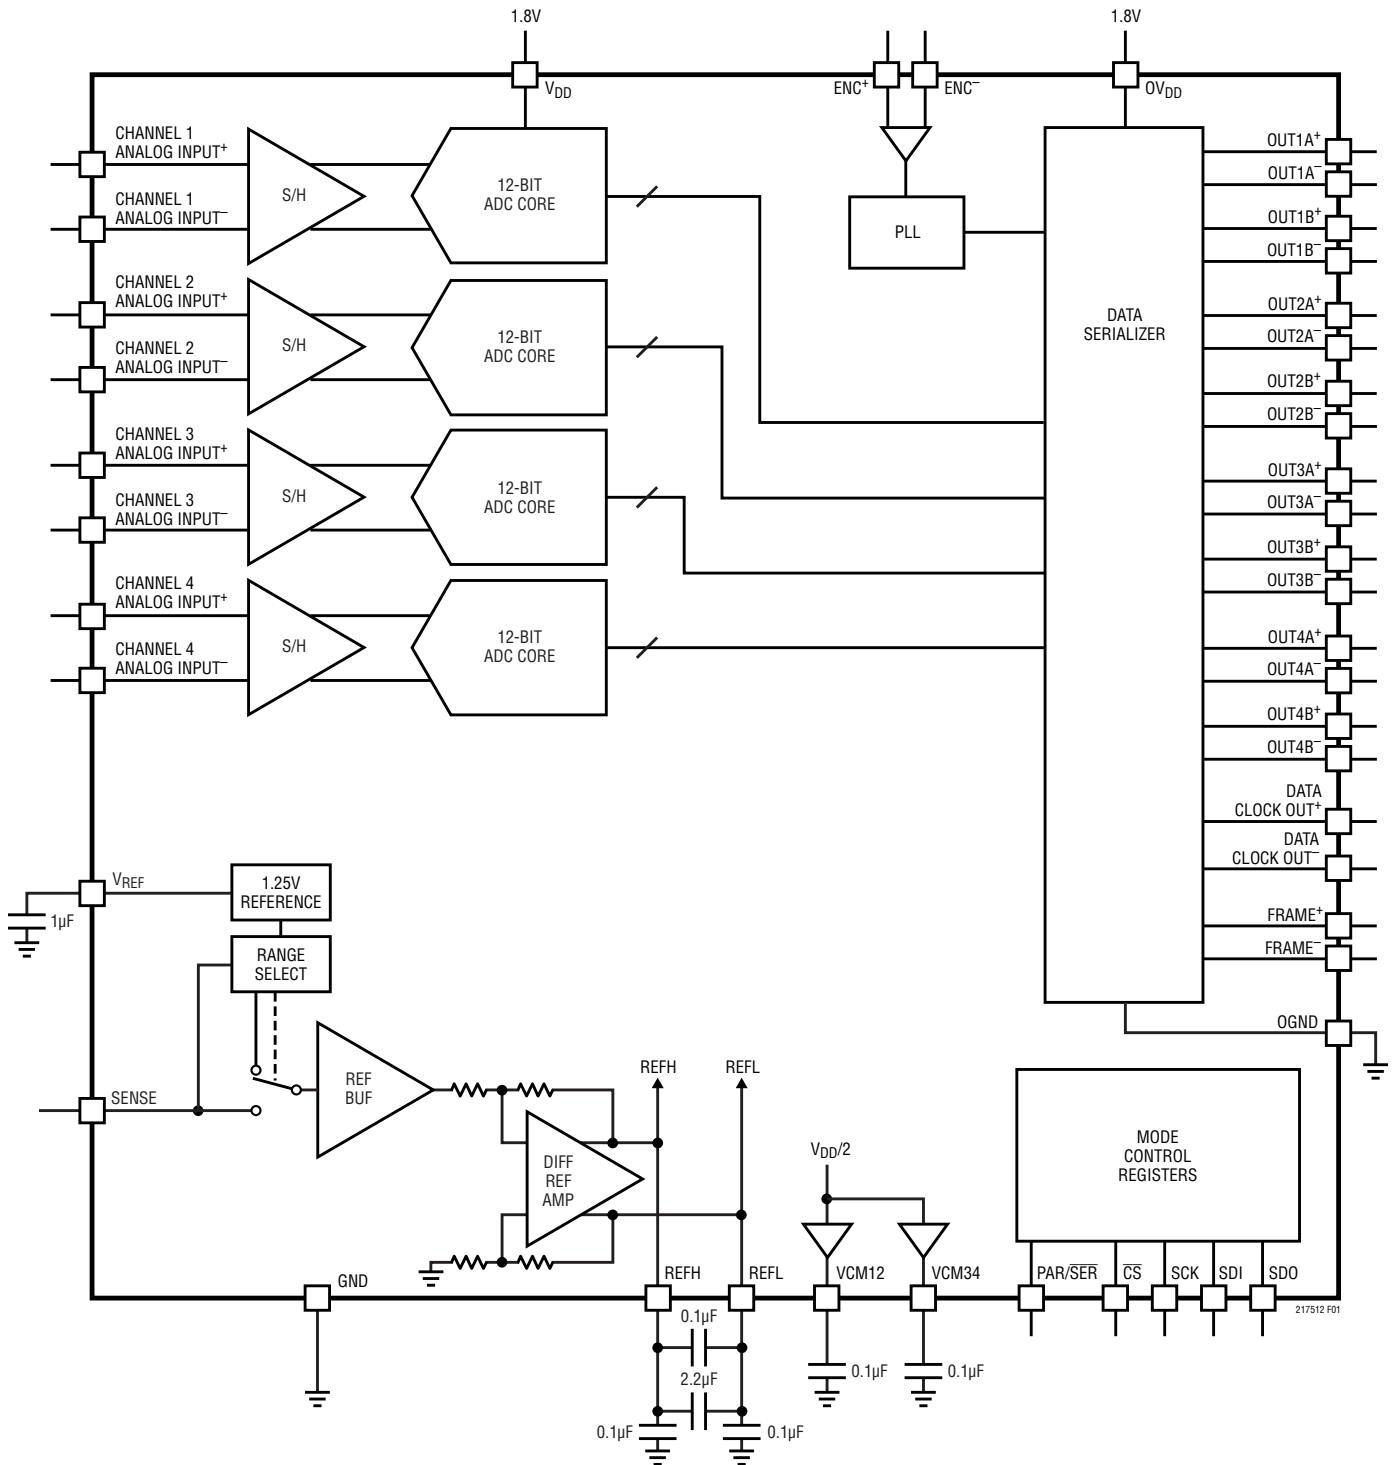 1.8V
1.8V
VDD
ENC+
ENC–
OVDD
CHANNEL 1
ANALOG INPUT+
CHANNEL 1
ANALOG INPUT–
S/H
12-BIT
ADC CORE
CHANNEL 2
ANALOG INPUT+
CHANNEL 2
ANALOG INPUT–
S/H
12-BIT
ADC CORE
CHANNEL 3
ANALOG INPUT+
CHANNEL 3
ANALOG INPUT–
S/H
12-BIT
ADC CORE
CHANNEL 4
ANALOG INPUT+
CHANNEL 4
ANALOG INPUT–
S/H
12-BIT
ADC CORE
PLL
DATA
SERIALIZER
OUT1A+
OUT1A–
OUT1B+
OUT1B–
OUT2A+
OUT2A–
OUT2B+
OUT2B–
OUT3A+
OUT3A–
OUT3B+
OUT3B–
OUT4A+
OUT4A–
OUT4B+
OUT4B–
DATA
CLOCK OUT+
DATA
CLOCK OUT–
FRAME+
FRAME–
OGND
VREF
1µF
1.25V
REFERENCE
RANGE
SELECT
SENSE
REF
BUF
DIFF
REF
AMP
REFH
REFL
VDD/2
MODE
CONTROL
REGISTERS
GND
REFH
REFL
VCM12
VCM34
PAR/SER
CS
SCK
SDI
SDO
217512 F01
0.1µF
2.2µF
0.1µF
0.1µF
0.1µF
0.1µF